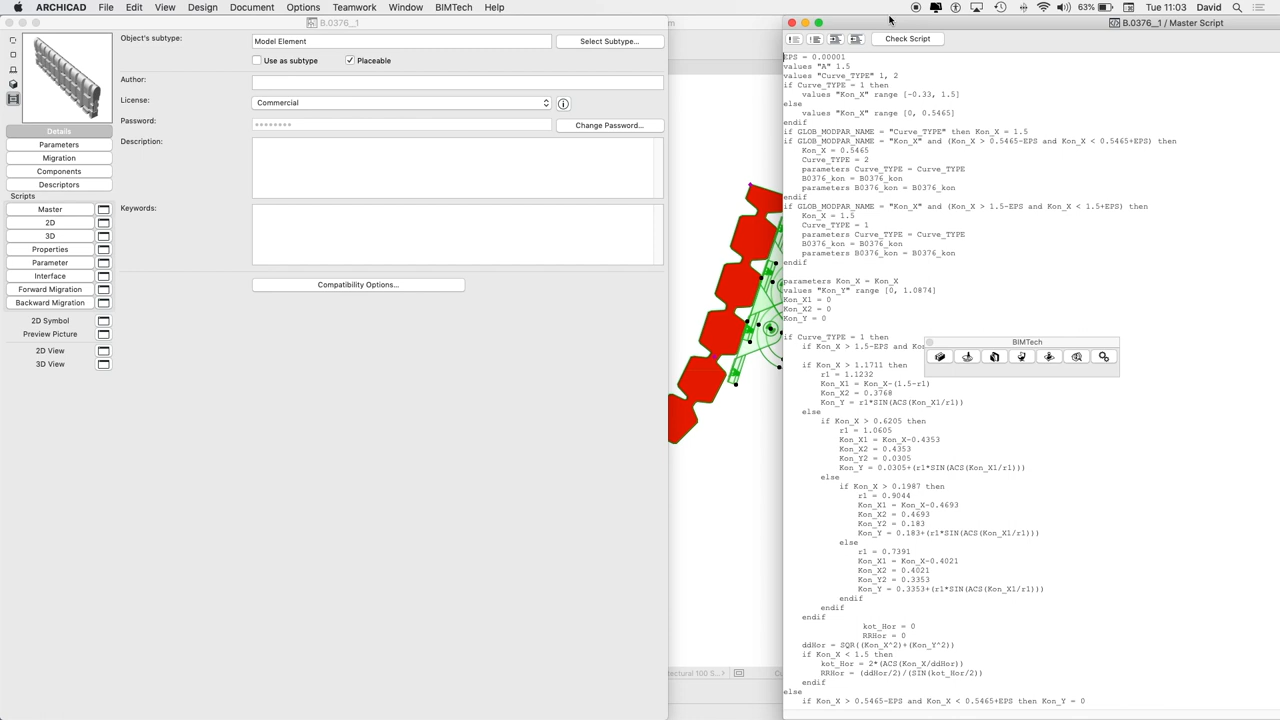 ARCHICAD File Edit View Design Document Options Teamwork Window BIMTech Help 63% Tue 11:03 David
B.0376__1
B.0376__1 / Master Script
Object's subtype: Model Element Select Subtype...
Use as subtype Placeable
Author:
License: Commercial
Password: •••••••• Change Password...
Description:
Keywords:
Compatibility Options...
Details
Parameters
Migration
Components
Descriptors
Scripts
Master
2D
3D
Properties
Parameter
Interface
Forward Migration
Backward Migration
2D Symbol
Preview Picture
2D View
3D View
Check Script
EPS = 0.00001
values "A" 1.5
values "Curve_TYPE" 1, 2
if Curve_TYPE = 1 then
values "Kon_X" range [-0.33, 1.5]
else
values "Kon_X" range [0, 0.5465]
endif
if GLOB_MODPAR_NAME = "Curve_TYPE" then Kon_X = 1.5
if GLOB_MODPAR_NAME = "Kon_X" and (Kon_X > 0.5465-EPS and Kon_X < 0.5465+EPS) then
Kon_X = 0.5465
Curve_TYPE = 2
parameters Curve_TYPE = Curve_TYPE
B0376_kon = B0376_kon
parameters B0376_kon = B0376_kon
endif
if GLOB_MODPAR_NAME = "Kon_X" and (Kon_X > 1.5-EPS and Kon_X < 1.5+EPS) then
Kon_X = 1.5
Curve_TYPE = 1
parameters Curve_TYPE = Curve_TYPE
B0376_kon = B0376_kon
parameters B0376_kon = B0376_kon
endif
parameters Kon_X = Kon_X
values "Kon_Y" range [0, 1.0874]
Kon_X1 = 0
Kon_X2 = 0
Kon_Y = 0
if Curve_TYPE = 1 then
if Kon_X > 1.5-EPS and Kon
BIMTech
if Kon_X > 1.1711 then
r1 = 1.1232
Kon_X1 = Kon_X-(1.5-r1)
Kon_X2 = 0.3768
Kon_Y = r1*SIN(ACS(Kon_X1/r1))
else
if Kon_X > 0.6205 then
r1 = 1.0605
Kon_X1 = Kon_X-0.4353
Kon_X2 = 0.4353
Kon_Y2 = 0.0305
Kon_Y = 0.0305+(r1*SIN(ACS(Kon_X1/r1)))
else
if Kon_X > 0.1987 then
r1 = 0.9044
Kon_X1 = Kon_X-0.4693
Kon_X2 = 0.4693
Kon_Y2 = 0.183
Kon_Y = 0.183+(r1*SIN(ACS(Kon_X1/r1)))
else
r1 = 0.7391
Kon_X1 = Kon_X-0.4021
Kon_X2 = 0.4021
Kon_Y2 = 0.3353
Kon_Y = 0.3353+(r1*SIN(ACS(Kon_X1/r1)))
endif
endif
endif
kot_Hor = 0
RRHor = 0
ddHor = SQR((Kon_X^2)+(Kon_Y^2))
if Kon_X < 1.5 then
kot_Hor = 2*(ACS(Kon_X/ddHor))
RRHor = (ddHor/2)/(SIN(kot_Hor/2))
endif
else
if Kon_X > 0.5465-EPS and Kon_X < 0.5465+EPS then Kon_Y = 0